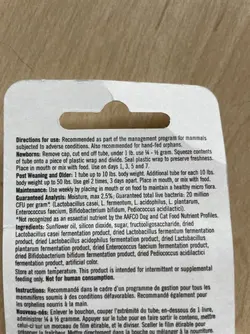 Directions for use: Recommended as part of the management program for mammals
subjected to adverse conditions. Also recommended for hand-fed orphans.
Newborns: Remove cap, cut end off tube, under 1 lb. use ¼ - ½ gram. Squeeze contents
of tube onto a piece of plastic wrap and divide. Seal plastic wrap to preserve freshness.
Place in mouth or mix with food. Use on days 1, 3, 5 and 7.
Post Weaning and Older: 1 tube up to 10 lbs. body weight. Additional tube for each 10 lbs.
body weight up to 50 lbs. Use gel 2 times, 3 days apart. Place in mouth, or mix with food.
Maintenance: Use weekly by placing in mouth or on food to maintain a healthy micro flora.
Guaranteed Analysis: Moisture, max 2.5%. Guaranteed total live bacteria: 20 million
CFU per gram* (Lactobacillus casei, L. fermentum, L. acidophilus, L. plantarum,
Enterococcus faecium, Bifidobacterium bifidum, Pediococcus acidilactici).
*Not recognized as an essential nutrient by the AAFCO Dog and Cat Food Nutrient Profiles.
Ingredients: Sunflower oil, silicon dioxide, sugar, fructooligosaccharide, dried
Lactobacillus casei fermentation product, dried Lactobacillus fermentum fermentation
product, dried Lactobacillus acidophilus fermentation product, dried Lactobacillus
plantarum fermentation product, dried Enterococcus faecium fermentation product,
dried Bifidobacterium bifidum fermentation product, dried Pediococcus acidilactici
fermentation product, artificial color.
Store at room temperature. This product is intended for intermittent or supplemental
feeding only. Not for human consumption.
Instructions: Recommandé dans le cadre d'un programme de gestion pour tous les
mammifères soumis à des conditions défavorables. Recommandé également pour
les orphelins nourris à la main.
Nouveau-nés: Enlever le bouchon, couper l'extrémité du tube, en-dessous de 1 livre,
administrer ¼ à ½ gramme. Appuyer sur le tube pour en faire sortir le contenu, mettre
celui-ci sur du film étirable et le diviser. Sceller le film étirable pour